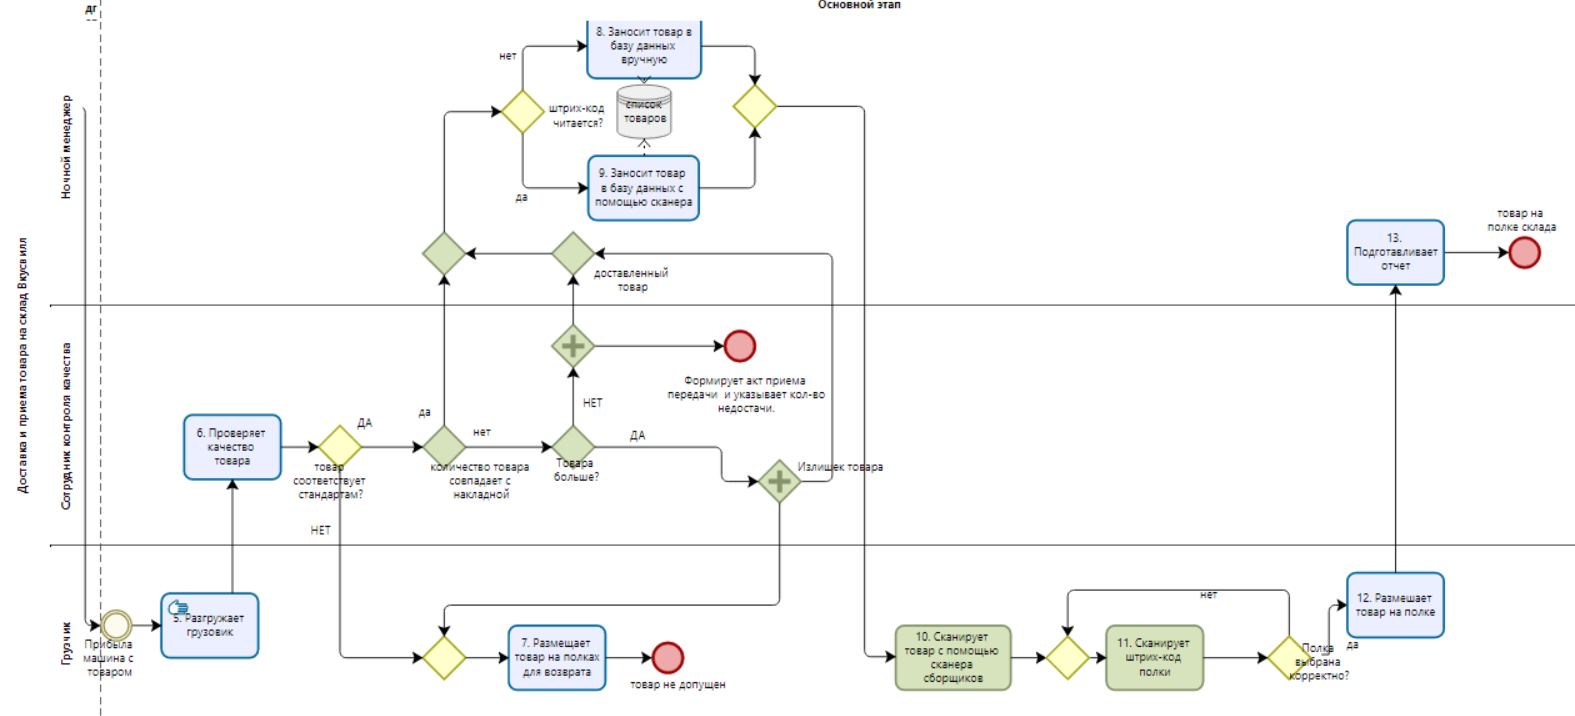 дг
Основной этап
Доставка и приема товара на склад Вкусвилл
Ночной менеджер
8. Заносит товар в
базу данных
вручную
нет
штрих-код
читается?
список
товаров
да
9. Заносит товар
в базу данных с
помощью сканера
доставленный
товар
13.
Подготавливает
отчет
товар на
полке склада
Сотрудник контроля качества
6. Проверяет
качество
товара
ДА
товар
соответствует
стандартам?
НЕТ
да
нет
количество товара
совпадает с
накладной
НЕТ
Товара
больше?
ДА
Формирует акт приема
передачи и указывает кол-во
недостачи.
Излишек товара
Грузчик
Прибыла
машина с
товаром
5. Разгружает
грузовик
7. Размещает
товар на полках
для возврата
товар не допущен
10. Сканирует
товар с помощью
сканера
сборщиков
нет
11. Сканирует
штрих-код
полки
Полка
выбрана
корректно?
да
12. Размешает
товар на полке